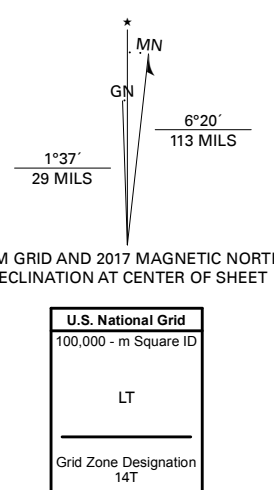 ★
MN
GN
6°20´
113 MILS
1°37´
29 MILS
M GRID AND 2017 MAGNETIC NORTH
ECLINATION AT CENTER OF SHEET
U.S. National Grid
100,000 - m Square ID
LT
Grid Zone Designation
14T